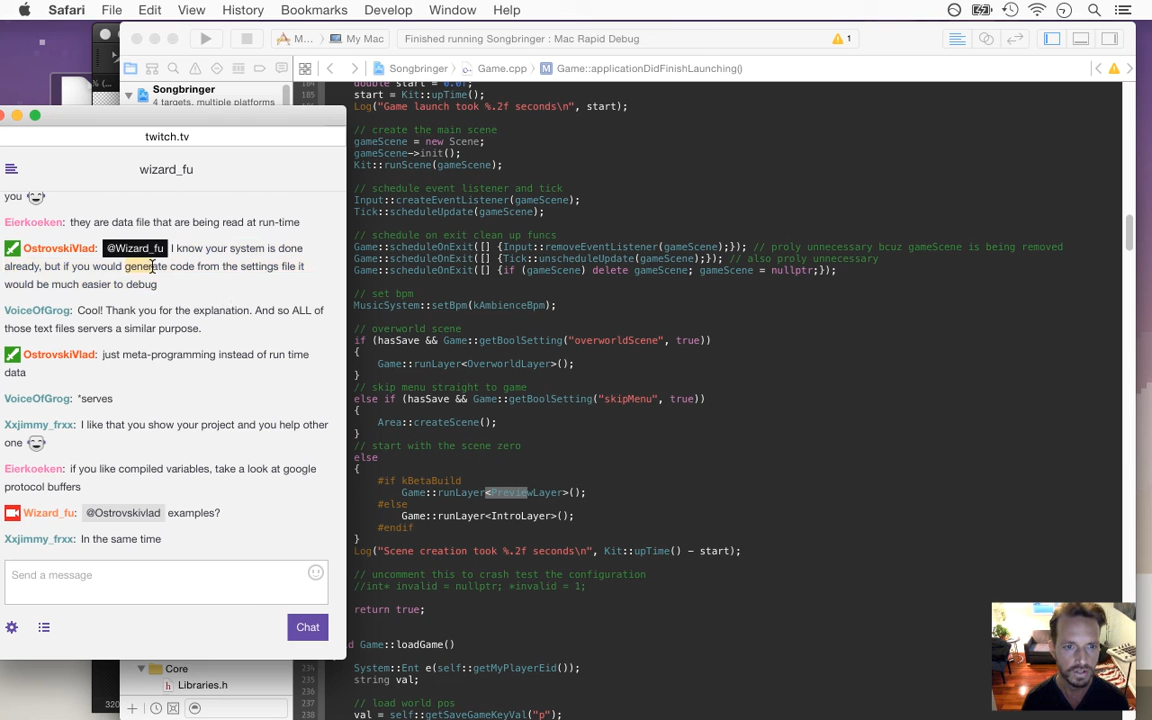 Safari File Edit View History Bookmarks Develop Window Help
M... My Mac Finished running Songbringer : Mac Rapid Debug 1
Songbringer Game.cpp Game::applicationDidFinishLaunching()
Songbringer
4 targets, multiple platforms
twitch.tv
wizard_fu
you
Eierkoeken: they are data file that are being read at run-time
OstrovskiVlad: @Wizard_fu I know your system is done
already, but if you would generate code from the settings file it
would be much easier to debug
VoiceOfGrog: Cool! Thank you for the explanation. And so ALL of
those text files servers a similar purpose.
OstrovskiVlad: just meta-programming instead of run time
data
VoiceOfGrog: *serves
Xxjimmy_frxx: I like that you show your project and you help other
one
Eierkoeken: if you like compiled variables, take a look at google
protocol buffers
Wizard_fu: @Ostrovskivlad examples?
Xxjimmy_frxx: In the same time
Send a message
Chat
Core
Libraries.h
320
double start = 0.0f;
185 start = Kit::upTime();
Log("Game launch took %.2f seconds\n", start);
// create the main scene
gameScene = new Scene;
gameScene->init();
Kit::runScene(gameScene);
// schedule event listener and tick
Input::createEventListener(gameScene);
Tick::scheduleUpdate(gameScene);
// schedule on exit clean up funcs
Game::scheduleOnExit([] {Input::removeEventListener(gameScene);}); // proly unnecessary bcuz gameScene is being removed
Game::scheduleOnExit([] {Tick::unscheduleUpdate(gameScene);}); // also proly unnecessary
Game::scheduleOnExit([] {if (gameScene) delete gameScene; gameScene = nullptr;});
// set bpm
MusicSystem::setBpm(kAmbienceBpm);
// overworld scene
if (hasSave && Game::getBoolSetting("overworldScene", true))
{
Game::runLayer<OverworldLayer>();
}
// skip menu straight to game
else if (hasSave && Game::getBoolSetting("skipMenu", true))
{
Area::createScene();
}
// start with the scene zero
else
{
#if kBetaBuild
Game::runLayer<PreviewLayer>();
#else
Game::runLayer<IntroLayer>();
#endif
}
Log("Scene creation took %.2f seconds\n", Kit::upTime() - start);
// uncomment this to crash test the configuration
//int* invalid = nullptr; *invalid = 1;
return true;
Game::loadGame()
234 System::Ent e(self::getMyPlayerEid());
235 string val;
236
237 // load world pos
238 val = self::getSaveGameKeyVal("p");